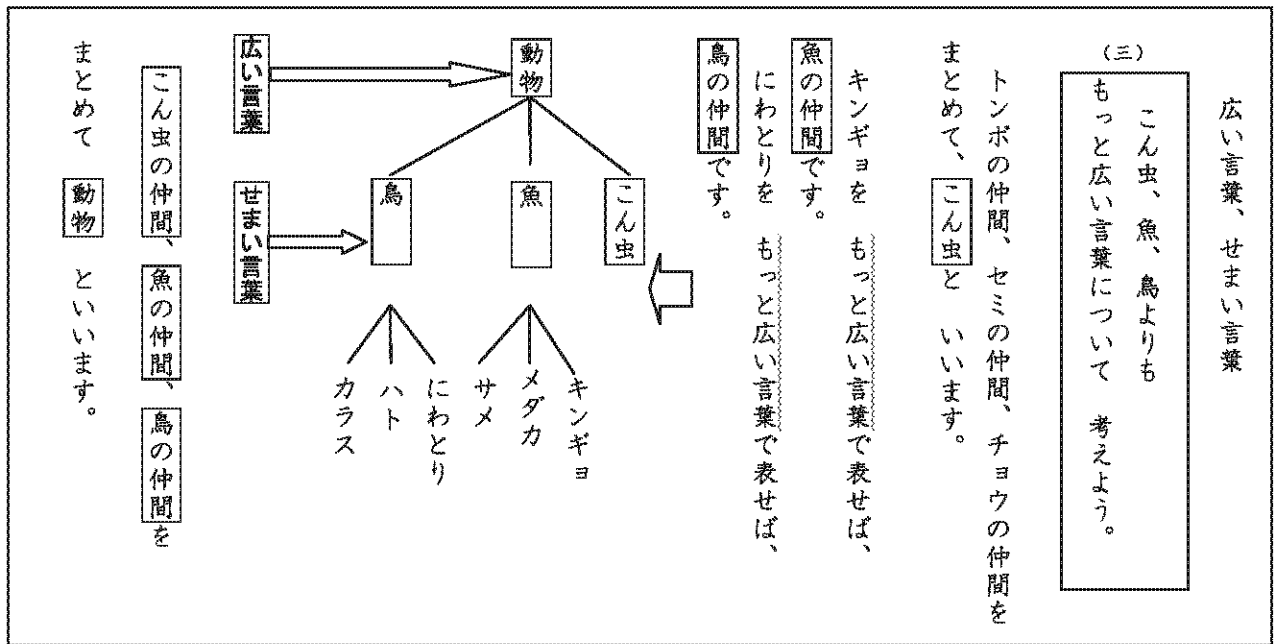 広い言葉、せまい言葉
(三)
こん虫、魚、鳥よりも
もっと広い言葉について 考えよう。
トンボの仲間、セミの仲間、チョウの仲間を
まとめて、こん虫と いいます。
キンギョを もっと広い言葉で表せば、
魚の仲間です。
にわとりを もっと広い言葉で表せば、
鳥の仲間です。
動物
こん虫
魚
鳥
キンギョ
メダカ
サメ
にわとり
ハト
カラス
広い言葉
せまい言葉
こん虫の仲間、魚の仲間、鳥の仲間を
まとめて 動物 といいます。